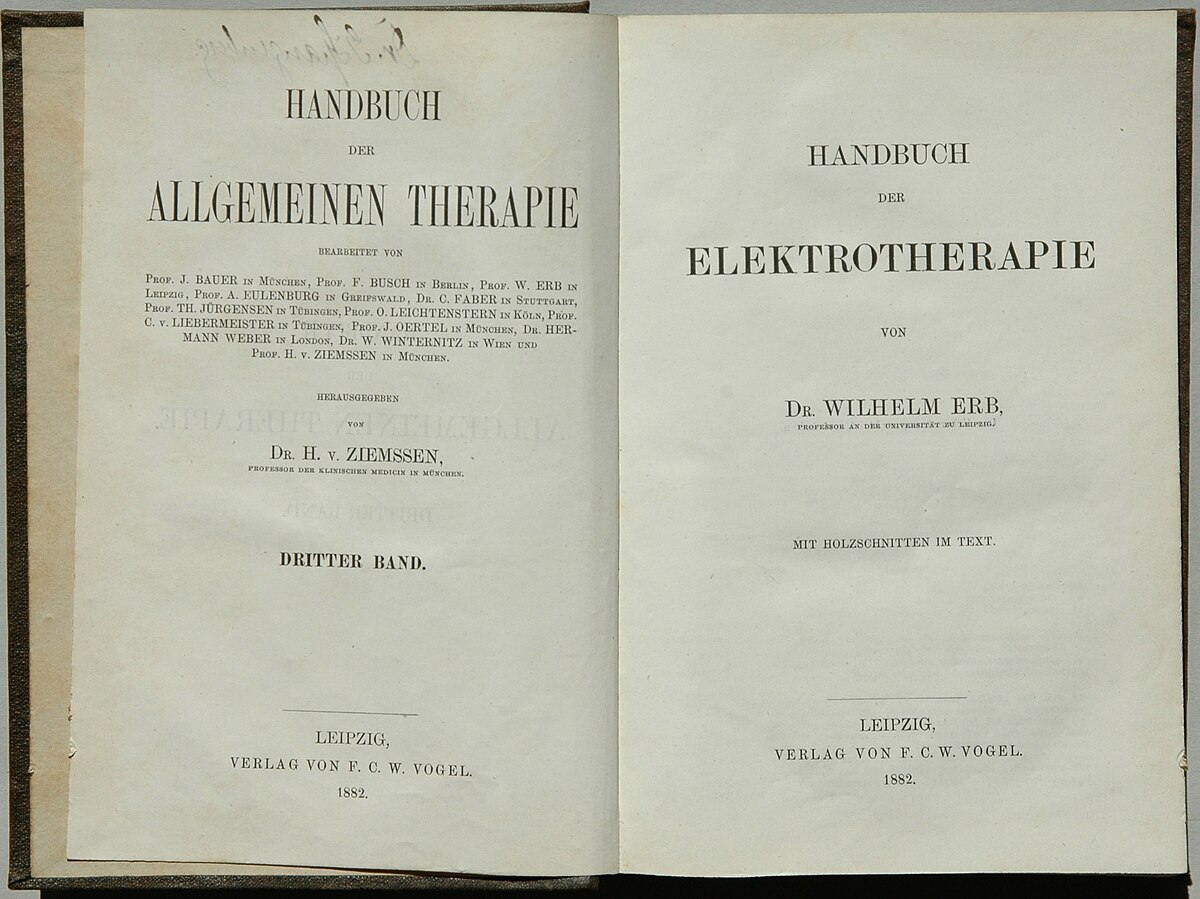 HANDBUCH
DER
ALLGEMEINEN THERAPIE
BEARBEITET VON
PROF. J. BAUER IN MÜNCHEN, PROF. F. BUSCH IN BERLIN, PROF. W. ERB IN
LEIPZIG, PROF. A. EULENBURG IN GREIFSWALD, DR. C. FABER IN STUTTGART,
PROF. TH. JÜRGENSEN IN TÜBINGEN, PROF. O. LEICHTENSTERN IN KÖLN, PROF.
C. V. LIEBERMEISTER IN TÜBINGEN, PROF. J. OERTEL IN MÜNCHEN, DR. HER-
MANN WEBER IN LONDON, DR. W. WINTERNITZ IN WIEN UND
PROF. H. V. ZIEMSSEN IN MÜNCHEN.
HERAUSGEGEBEN
VON
DR. H. V. ZIEMSSEN,
PROFESSOR DER KLINISCHEN MEDICIN IN MÜNCHEN.
DRITTER BAND.
LEIPZIG,
VERLAG VON F. C. W. VOGEL.
1882.
HANDBUCH
DER
ELEKTROTHERAPIE
VON
DR. WILHELM ERB,
PROFESSOR AN DER UNIVERSITÄT ZU LEIPZIG.
MIT HOLZSCHNITTEN IM TEXT.
LEIPZIG,
VERLAG VON F. C. W. VOGEL.
1882.